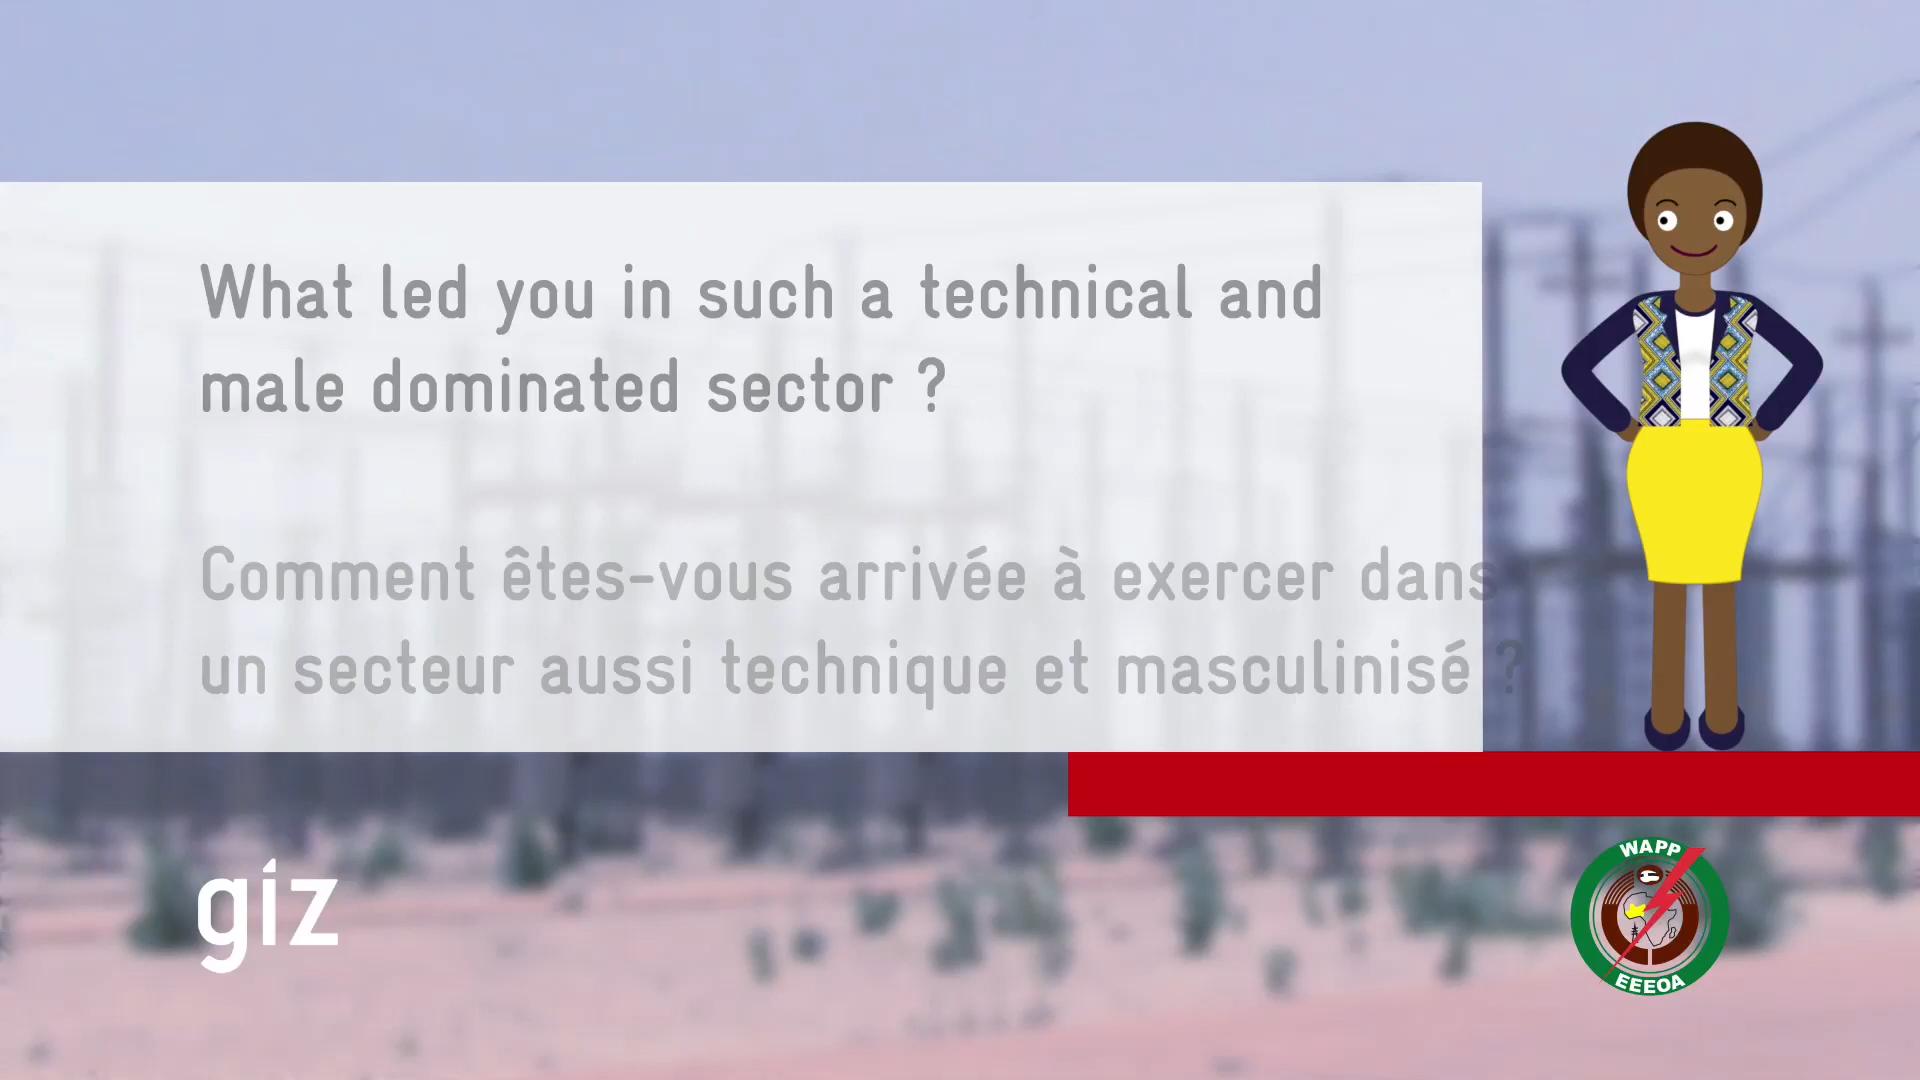 What led you in such a technical and
male dominated sector ?
Comment êtes-vous arrivée à exercer dans
un secteur aussi technique et masculinisé ?
giz
WAPP
EEEOA